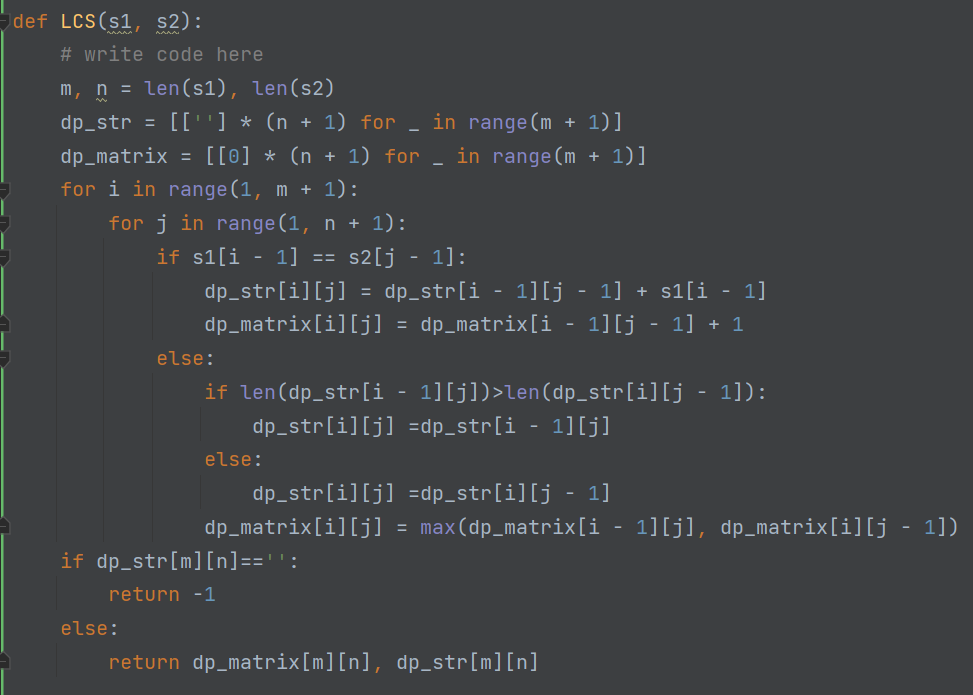 def LCS(s1, s2):
    # write code here
    m, n = len(s1), len(s2)
    dp_str = [[''] * (n + 1) for _ in range(m + 1)]
    dp_matrix = [[0] * (n + 1) for _ in range(m + 1)]
    for i in range(1, m + 1):
        for j in range(1, n + 1):
            if s1[i - 1] == s2[j - 1]:
                dp_str[i][j] = dp_str[i - 1][j - 1] + s1[i - 1]
                dp_matrix[i][j] = dp_matrix[i - 1][j - 1] + 1
            else:
                if len(dp_str[i - 1][j])>len(dp_str[i][j - 1]):
                    dp_str[i][j] =dp_str[i - 1][j]
                else:
                    dp_str[i][j] =dp_str[i][j - 1]
                dp_matrix[i][j] = max(dp_matrix[i - 1][j], dp_matrix[i][j - 1])
    if dp_str[m][n]=='':
        return -1
    else:
        return dp_matrix[m][n], dp_str[m][n]